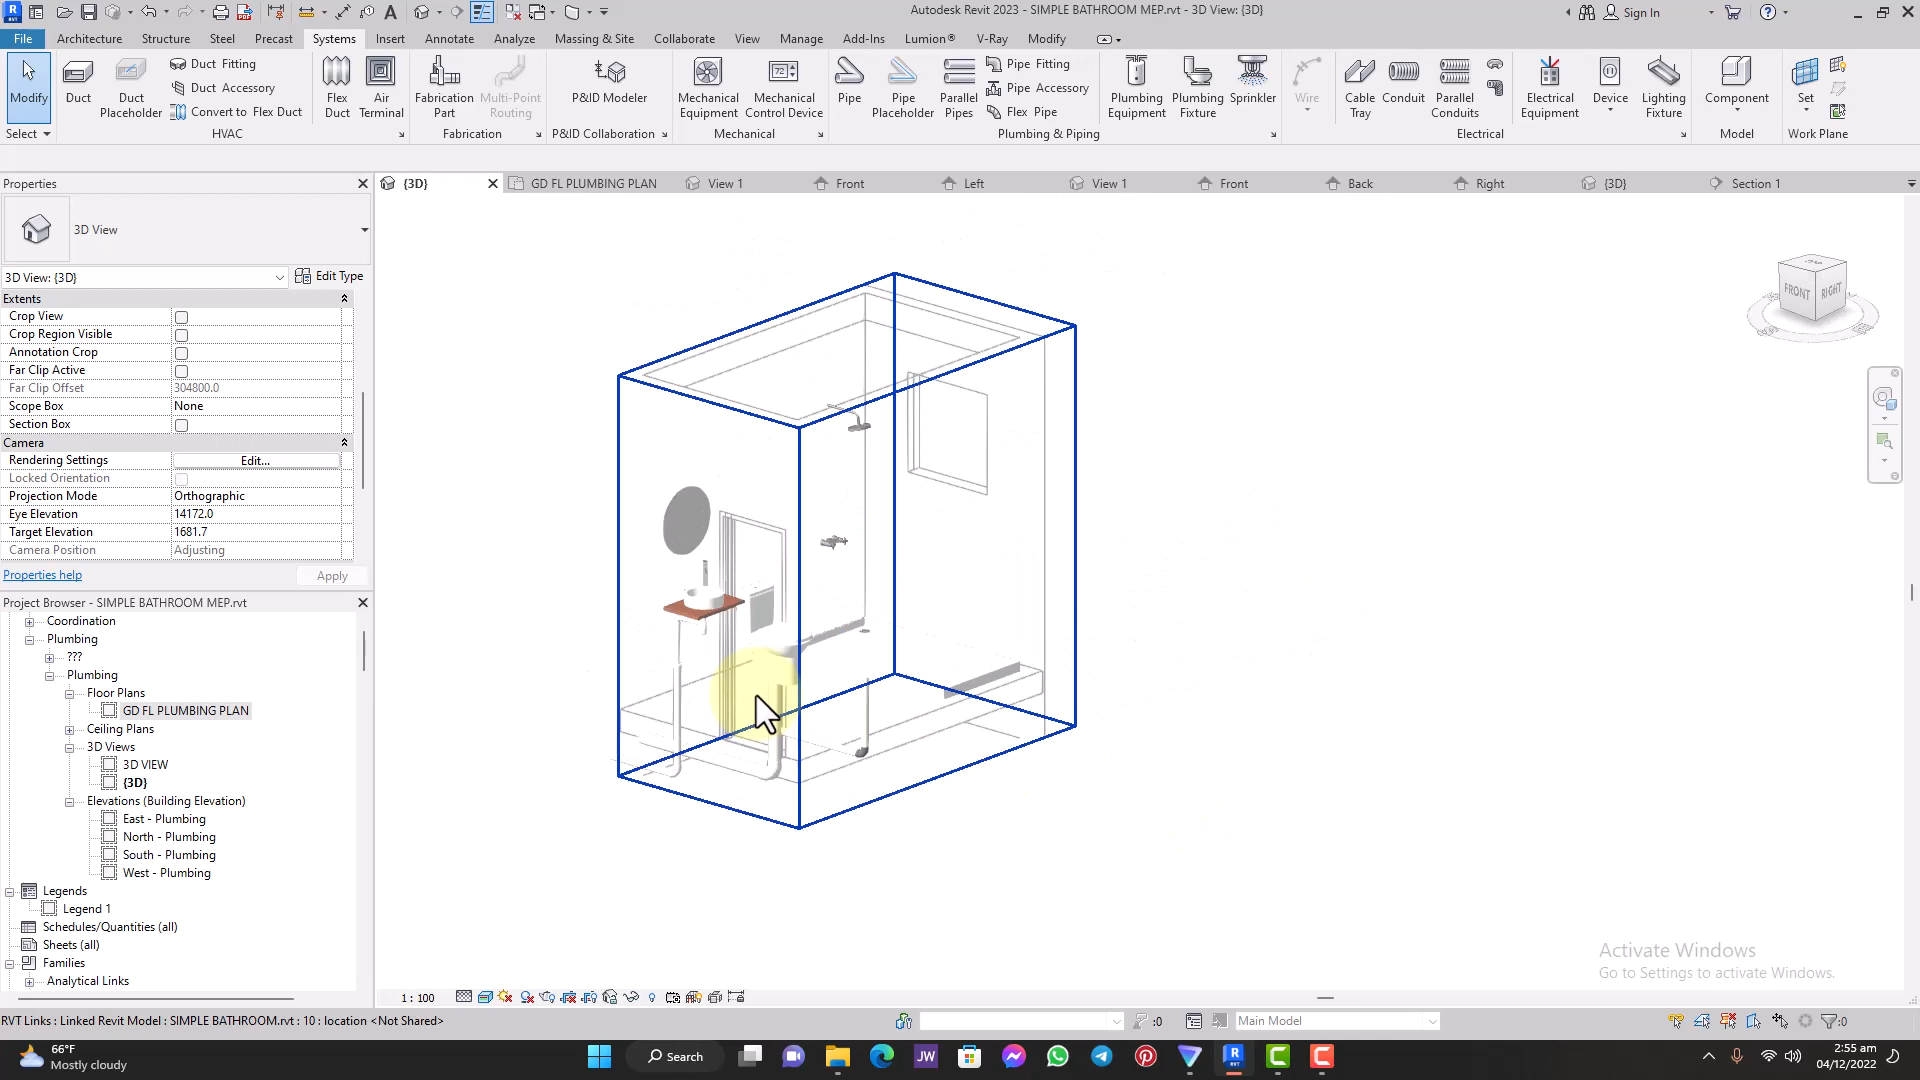 Autodesk Revit 2023 - SIMPLE BATHROOM MEP.rvt - 3D View: {3D}
Sign In
File Architecture Structure Steel Precast Systems Insert Annotate Analyze Massing & Site Collaborate View Manage Add-Ins Lumion® V-Ray Modify
Modify
Select
Duct
Duct Placeholder
Duct Fitting
Duct Accessory
Convert to Flex Duct
HVAC
Flex Duct
Air Terminal
Fabrication Part
Multi-Point Routing
Fabrication
P&ID Modeler
P&ID Collaboration
Mechanical Equipment
Mechanical Control Device
Mechanical
Pipe
Pipe Placeholder
Parallel Pipes
Pipe Fitting
Pipe Accessory
Flex Pipe
Plumbing Equipment
Plumbing Fixture
Sprinkler
Plumbing & Piping
Wire
Cable Tray
Conduit
Parallel Conduits
Electrical Equipment
Device
Lighting Fixture
Electrical
Component
Model
Set
Work Plane
Properties
{3D} GD FL PLUMBING PLAN View 1 Front Left View 1 Front Back Right {3D} Section 1
3D View
3D View: {3D} Edit Type
Extents
Crop View
Crop Region Visible
Annotation Crop
Far Clip Active
Far Clip Offset 304800.0
Scope Box None
Section Box
Camera
Rendering Settings Edit...
Locked Orientation
Projection Mode Orthographic
Eye Elevation 14172.0
Target Elevation 1681.7
Camera Position Adjusting
Properties help Apply
Project Browser - SIMPLE BATHROOM MEP.rvt
Coordination
Plumbing
???
Plumbing
Floor Plans
GD FL PLUMBING PLAN
Ceiling Plans
3D Views
3D VIEW
{3D}
Elevations (Building Elevation)
East - Plumbing
North - Plumbing
South - Plumbing
West - Plumbing
Legends
Legend 1
Schedules/Quantities (all)
Sheets (all)
Families
Analytical Links
FRONT RIGHT
Activate Windows
Go to Settings to activate Windows.
1 : 100
RVT Links : Linked Revit Model : SIMPLE BATHROOM.rvt : 10 : location <Not Shared>
:0
Main Model
:0
66°F
Mostly cloudy
Search
JW
2:55 am
04/12/2022